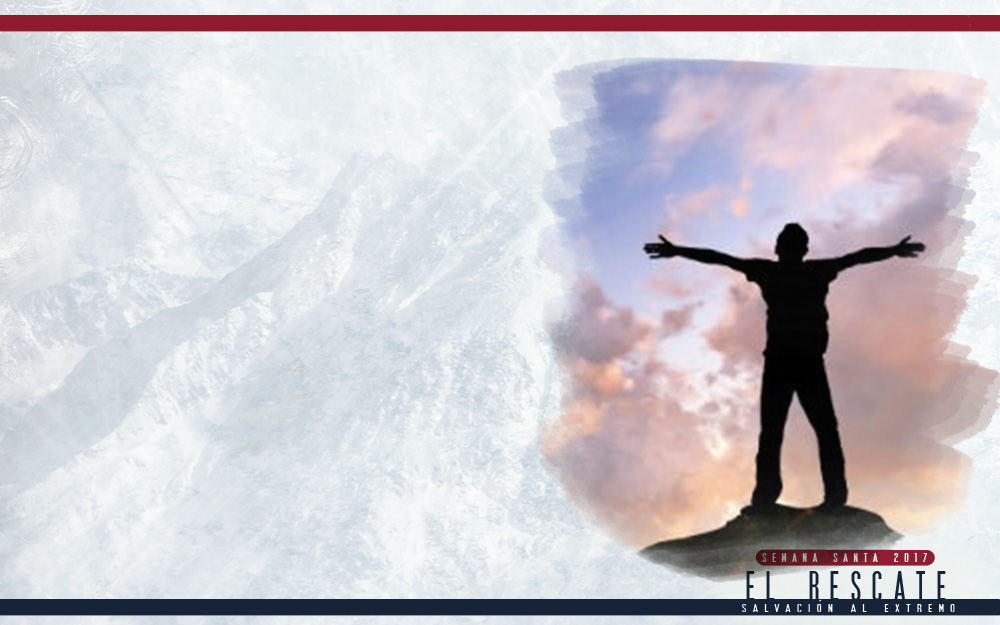 SEMANA SANTA 2017
EL RESCATE
SALVACIÓN AL EXTREMO